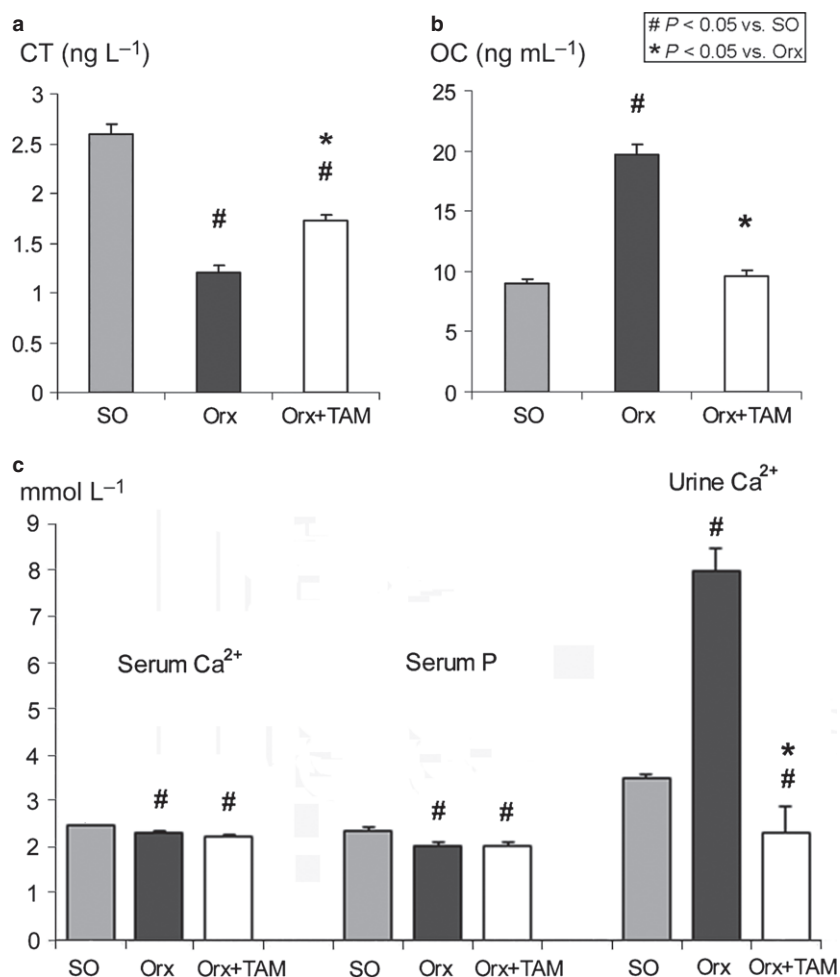 a
CT (ng L⁻¹)
3
2.5
2
1.5
1
0.5
0
#
*
#
SO Orx Orx+TAM
b
OC (ng mL⁻¹)
# P < 0.05 vs. SO
* P < 0.05 vs. Orx
25
20
15
10
5
0
#
*
SO Orx Orx+TAM
c
mmol L⁻¹
9
8
7
6
5
4
3
2
1
0
Serum Ca²⁺
# #
Serum P
# #
Urine Ca²⁺
#
*
#
SO Orx Orx+TAM SO Orx Orx+TAM SO Orx Orx+TAM